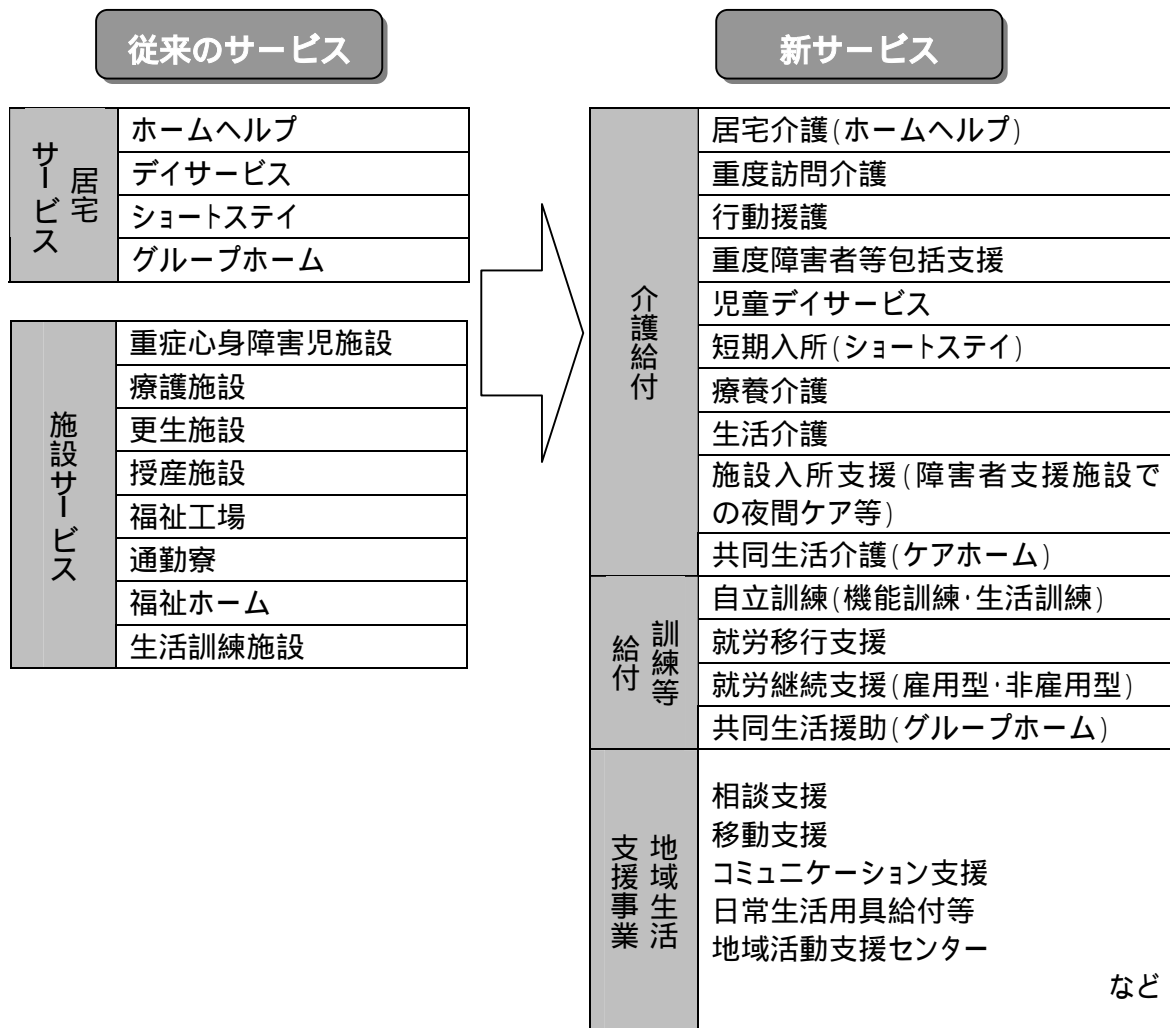 従来のサービス
居宅
サービス
ホームヘルプ
デイサービス
ショートステイ
グループホーム
施設サービス
重症心身障害児施設
療護施設
更生施設
授産施設
福祉工場
通勤寮
福祉ホーム
生活訓練施設
新サービス
介護給付
居宅介護(ホームヘルプ)
重度訪問介護
行動援護
重度障害者等包括支援
児童デイサービス
短期入所(ショートステイ)
療養介護
生活介護
施設入所支援(障害者支援施設で
の夜間ケア等)
共同生活介護(ケアホーム)
訓練等
給付
自立訓練(機能訓練・生活訓練)
就労移行支援
就労継続支援(雇用型・非雇用型)
共同生活援助(グループホーム)
地域生活
支援事業
相談支援
移動支援
コミュニケーション支援
日常生活用具給付等
地域活動支援センター
など